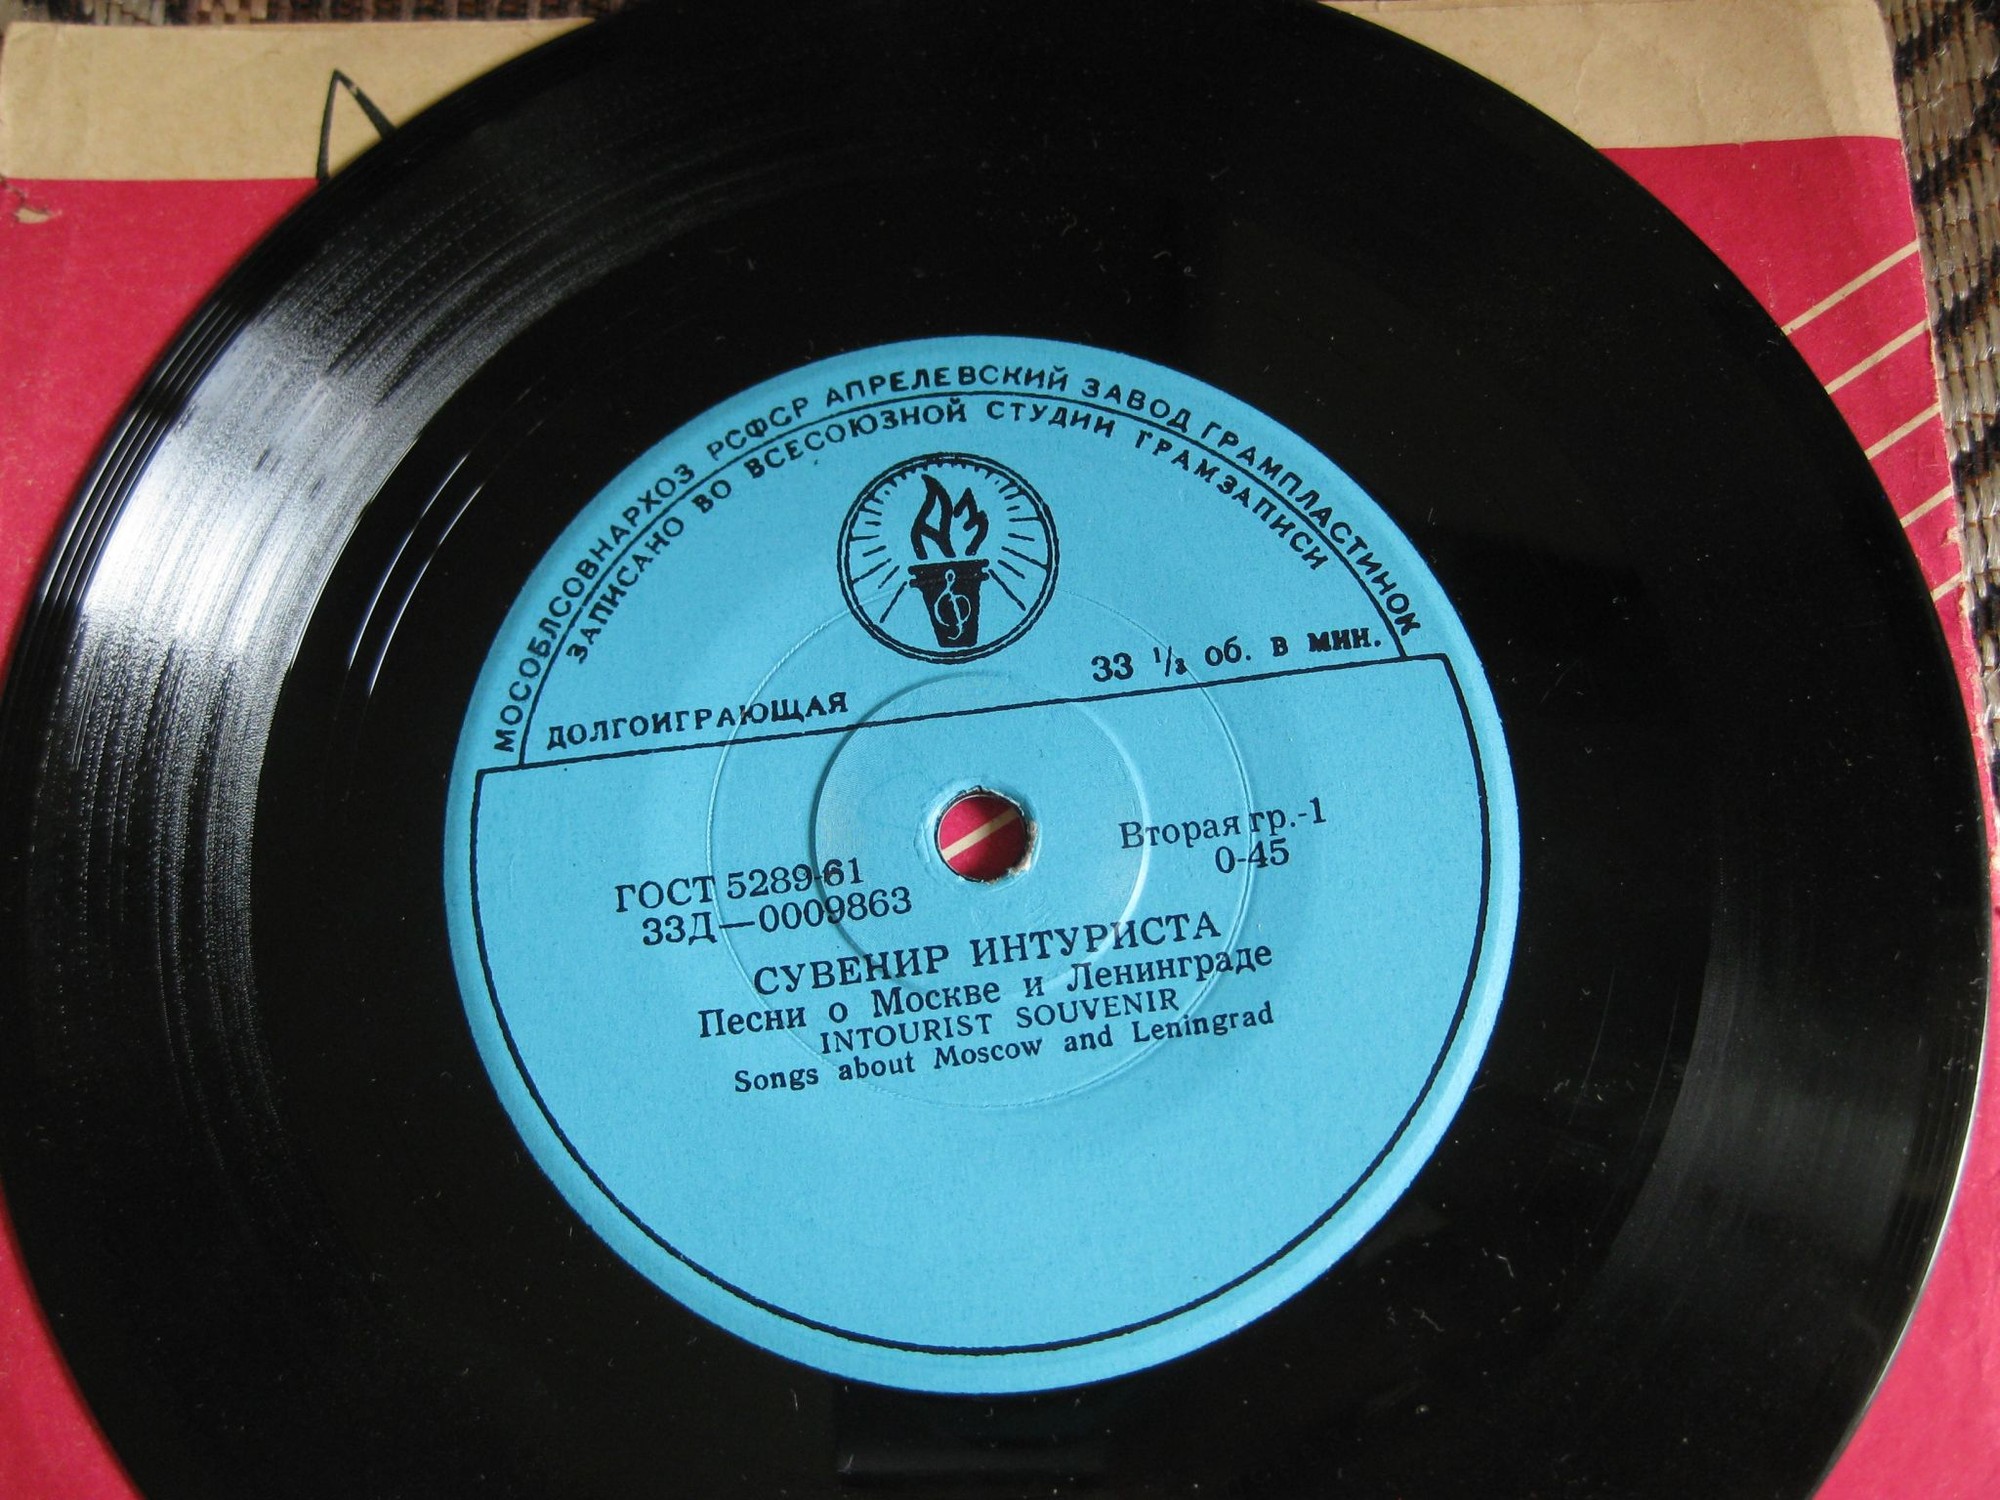 МОСОБЛСОВНАРХОЗ РСФСР АПРЕЛЕВСКИЙ ЗАВОД ГРАМПЛАСТИНОК
ЗАПИСАНО ВО ВСЕСОЮЗНОЙ СТУДИИ ГРАМЗАПИСИ
АЗ
ДОЛГОИГРАЮЩАЯ 33 1/3 об. в мин.
Вторая гр.-1
0-45
ГОСТ 5289-61
33Д—0009863
СУВЕНИР ИНТУРИСТА
Песни о Москве и Ленинграде
INTOURIST SOUVENIR
Songs about Moscow and Leningrad